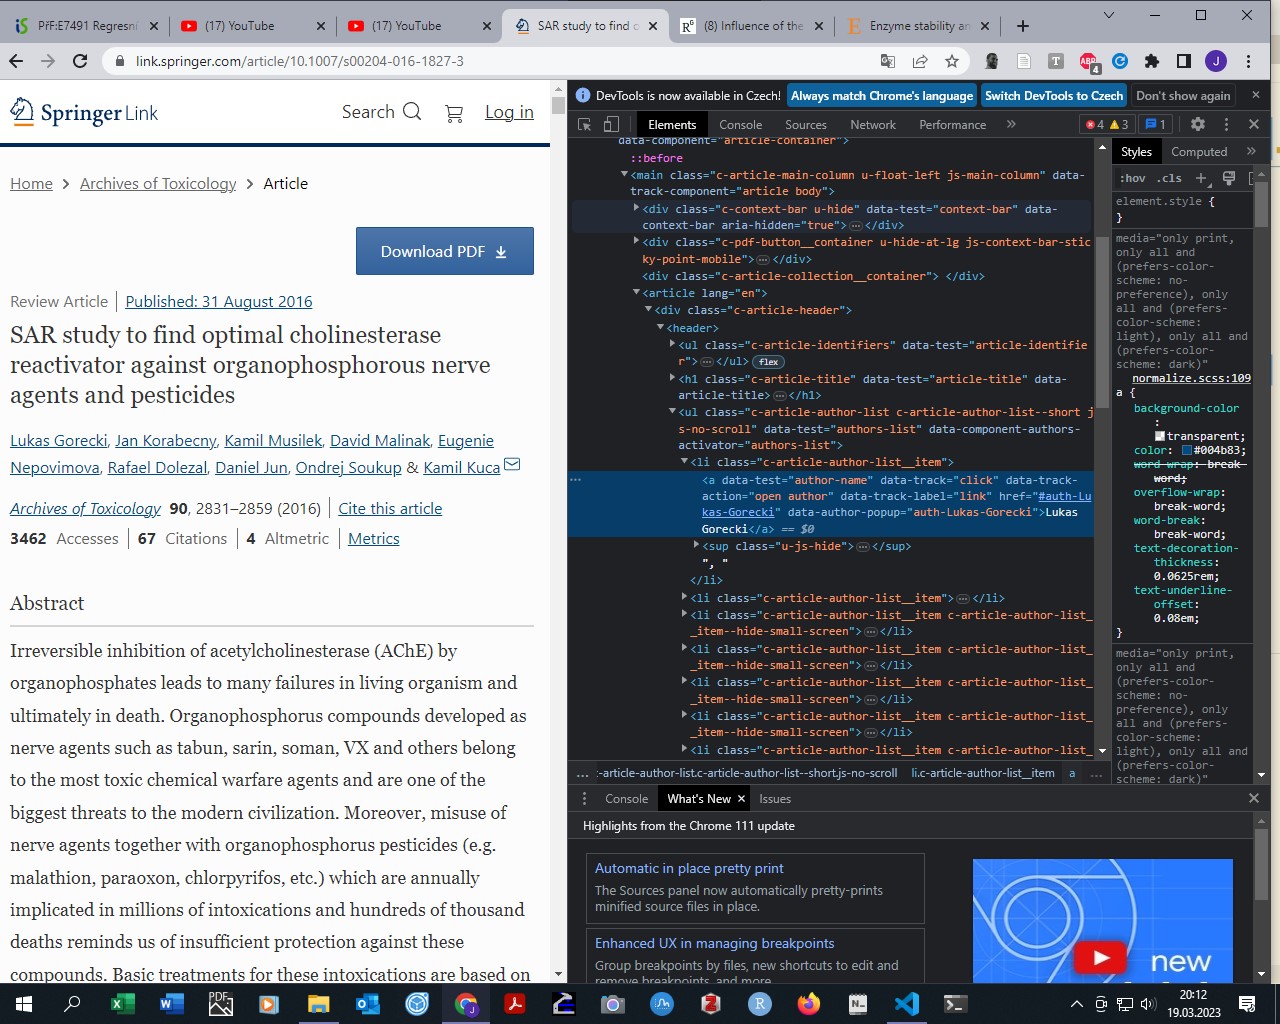 PřF:E7491 Regresní
(17) YouTube
(17) YouTube
SAR study to find o
(8) Influence of the
Enzyme stability an
link.springer.com/article/10.1007/s00204-016-1827-3
Springer Link
Search
Log in
Home > Archives of Toxicology > Article
Download PDF
Review Article | Published: 31 August 2016
SAR study to find optimal cholinesterase
reactivator against organophosphorous nerve
agents and pesticides
Lukas Gorecki, Jan Korabecny, Kamil Musilek, David Malinak, Eugenie
Nepovimova, Rafael Dolezal, Daniel Jun, Ondrej Soukup & Kamil Kuca
Archives of Toxicology 90, 2831–2859 (2016) | Cite this article
3462 Accesses | 67 Citations | 4 Altmetric | Metrics
Abstract
Irreversible inhibition of acetylcholinesterase (AChE) by
organophosphates leads to many failures in living organism and
ultimately in death. Organophosphorus compounds developed as
nerve agents such as tabun, sarin, soman, VX and others belong
to the most toxic chemical warfare agents and are one of the
biggest threats to the modern civilization. Moreover, misuse of
nerve agents together with organophosphorus pesticides (e.g.
malathion, paraoxon, chlorpyrifos, etc.) which are annually
implicated in millions of intoxications and hundreds of thousand
deaths reminds us of insufficient protection against these
compounds. Basic treatments for these intoxications are based on
DevTools is now available in Czech!
Always match Chrome's language
Switch DevTools to Czech
Don't show again
Elements
Console
Sources
Network
Performance
4
3
1
data-component="article-container">
::before
<main class="c-article-main-column u-float-left js-main-column" data-
track-component="article body">
<div class="c-context-bar u-hide" data-test="context-bar" data-
context-bar aria-hidden="true">…</div>
<div class="c-pdf-button__container u-hide-at-lg js-context-bar-stic
ky-point-mobile">…</div>
<div class="c-article-collection__container"> </div>
<article lang="en">
<div class="c-article-header">
<header>
<ul class="c-article-identifiers" data-test="article-identifie
r">…</ul> flex
<h1 class="c-article-title" data-test="article-title" data-
article-title>…</h1>
<ul class="c-article-author-list c-article-author-list--short j
s-no-scroll" data-test="authors-list" data-component-authors-
activator="authors-list">
<li class="c-article-author-list__item">
<a data-test="author-name" data-track="click" data-track-
action="open author" data-track-label="link" href="#auth-Lu
kas-Gorecki" data-author-popup="auth-Lukas-Gorecki">Lukas
Gorecki</a> == $0
<sup class="u-js-hide">…</sup>
", "
</li>
<li class="c-article-author-list__item">…</li>
<li class="c-article-author-list__item c-article-author-list_
_item--hide-small-screen">…</li>
<li class="c-article-author-list__item c-article-author-list_
_item--hide-small-screen">…</li>
<li class="c-article-author-list__item c-article-author-list_
_item--hide-small-screen">…</li>
<li class="c-article-author-list__item c-article-author-list_
_item--hide-small-screen">…</li>
<li class="c-article-author-list__item c-article-author-list_
… :-article-author-list.c-article-author-list--short.js-no-scroll li.c-article-author-list__item a …
Styles
Computed
:hov .cls
element.style {
}
media="only print,
only all and
(prefers-color-
scheme: no-
preference), only
all and (prefers-
color-scheme:
light), only all and
(prefers-color-
scheme: dark)"
normalize.scss:109
a {
background-color
:
transparent;
color: #004b83;
word-wrap: break-
word;
overflow-wrap:
break-word;
word-break:
break-word;
text-decoration-
thickness:
0.0625rem;
text-underline-
offset:
0.08em;
}
media="only print,
only all and
(prefers-color-
scheme: no-
preference), only
all and (prefers-
color-scheme:
light), only all and
(prefers-color-
scheme: dark)"
Console
What's New
Issues
Highlights from the Chrome 111 update
Automatic in place pretty print
The Sources panel now automatically pretty-prints
minified source files in place.
Enhanced UX in managing breakpoints
Group breakpoints by files, new shortcuts to edit and
remove breakpoints, and more.
new
20:12
19.03.2023